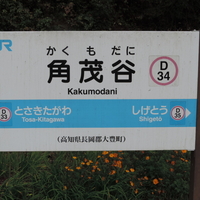 JR
かくもだに
角茂谷
Kakumodani
D
34
D
33
とさきたがわ
Tosa-Kitagawa
しげとう
Shigetō
D
35
(高知県長岡郡大豊町)